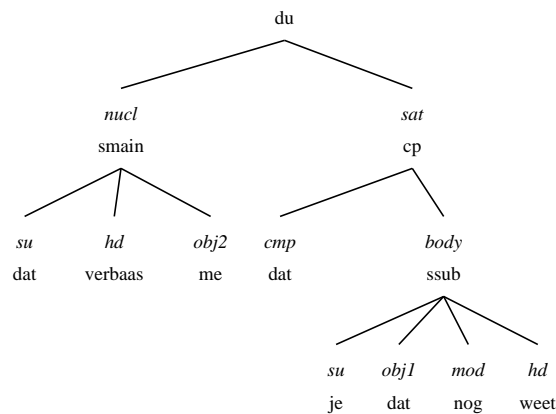 du
nucl sat
smain cp
su hd obj2 cmp body
dat verbaas me dat ssub
su obj1 mod hd
je dat nog weet